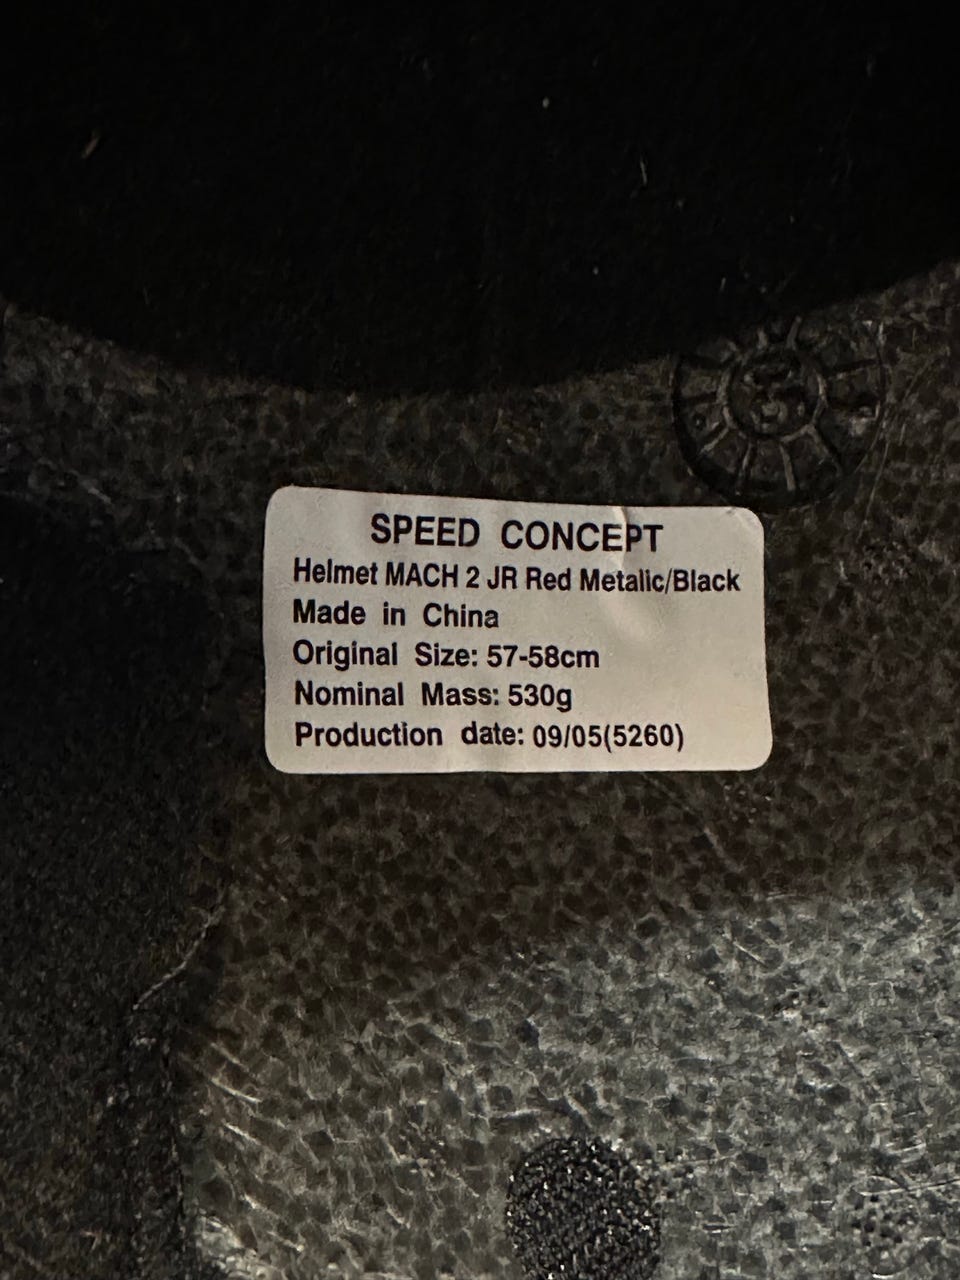 SPEED CONCEPT
Helmet MACH 2 JR Red Metalic/Black
Made in China
Original Size: 57-58cm
Nominal Mass: 530g
Production date: 09/05(5260)